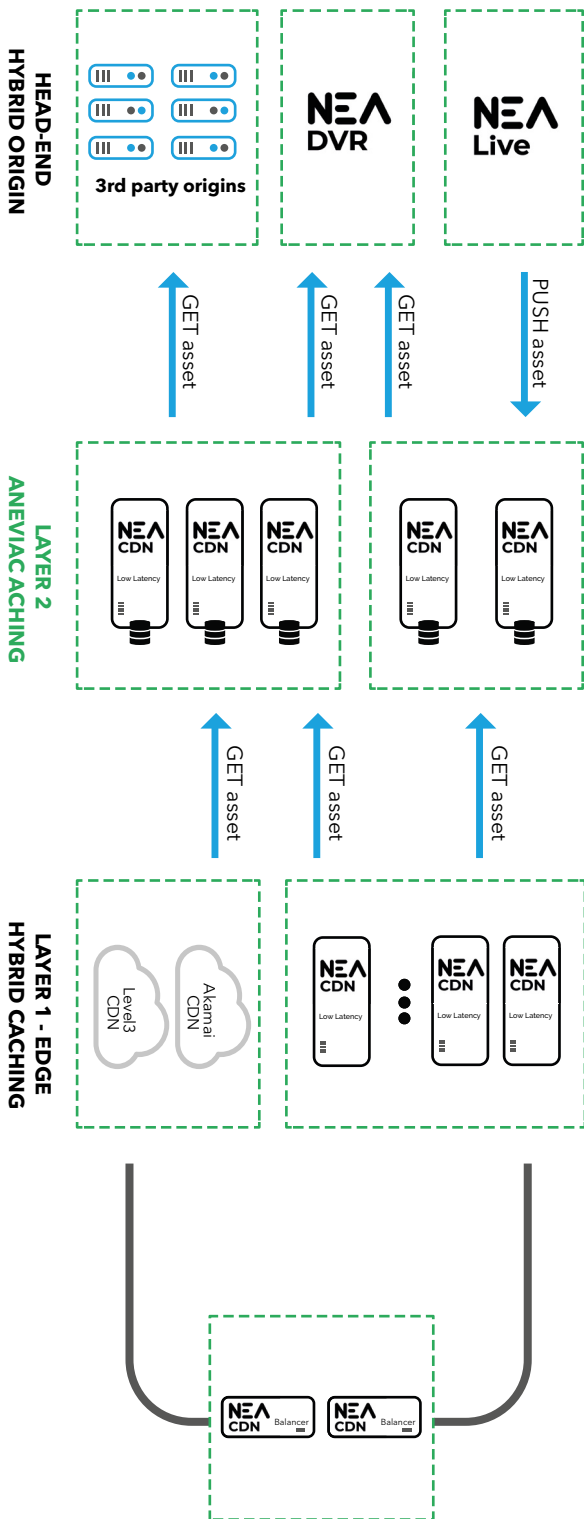 HEAD-END
HYBRID ORIGIN
3rd party origins
NEA
DVR
NEA
Live
GET asset
GET asset
GET asset
PUSH asset
LAYER 2
ANEVIAC ACHING
NEA
CDN
Low Latency
NEA
CDN
Low Latency
NEA
CDN
Low Latency
NEA
CDN
Low Latency
NEA
CDN
Low Latency
GET asset
GET asset
GET asset
LAYER 1 - EDGE
HYBRID CACHING
Level3
CDN
Akamai
CDN
NEA
CDN
Low Latency
NEA
CDN
Low Latency
NEA
CDN
Low Latency
NEA
CDN
Balancer
NEA
CDN
Balancer